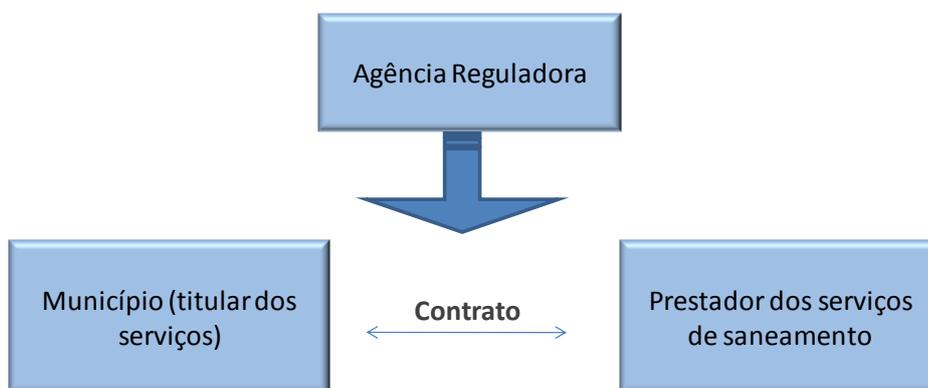 Agência Reguladora
Município (titular dos
serviços)
Contrato
Prestador dos serviços
de saneamento